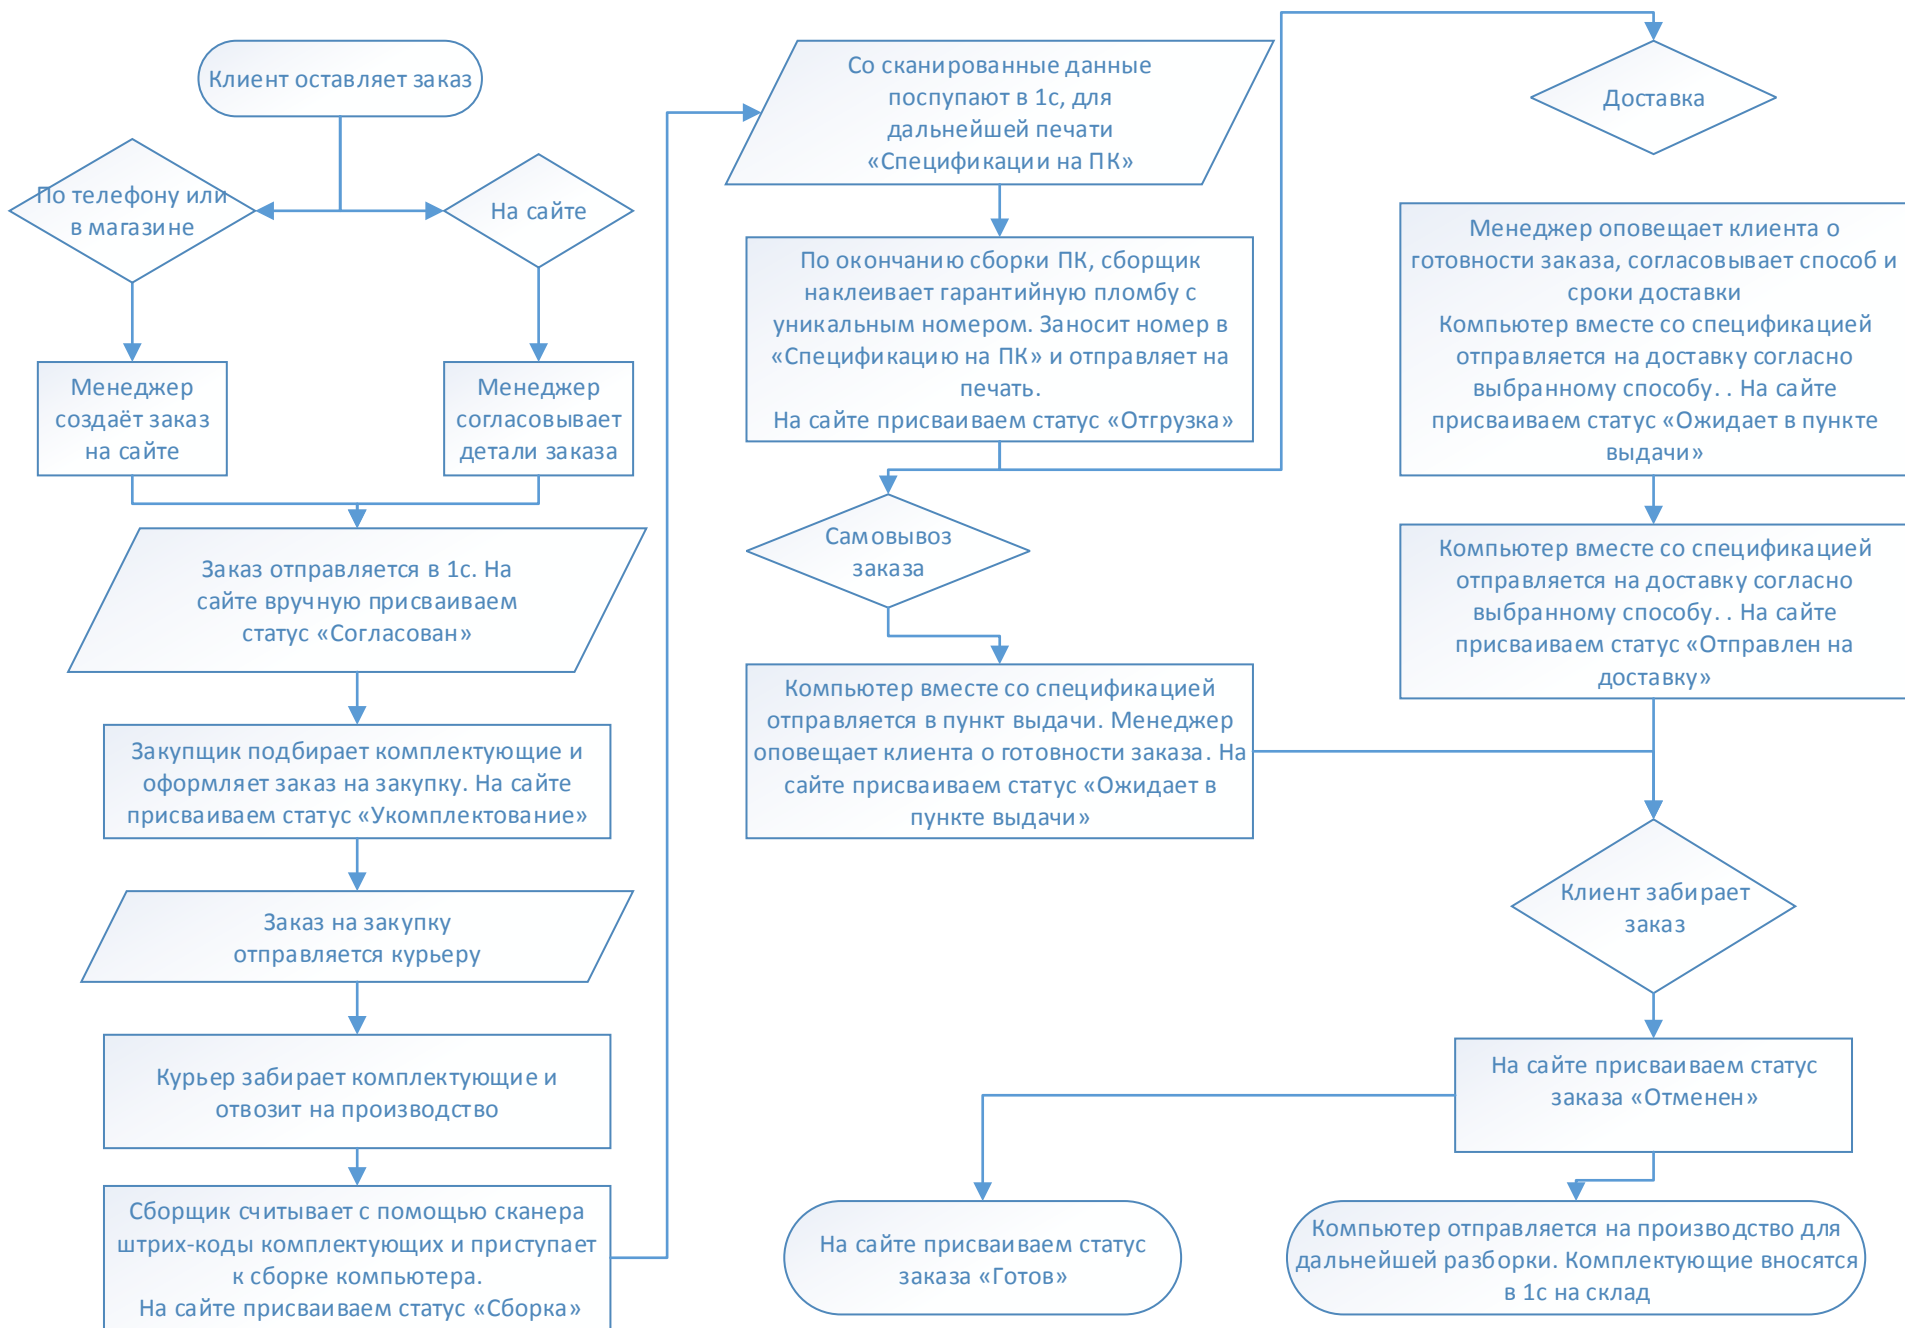 Клиент оставляет заказ
По телефону или
в магазине
На сайте
Менеджер
создаёт заказ
на сайте
Менеджер
согласовывает
детали заказа
Заказ отправляется в 1с. На
сайте вручную присваиваем
статус «Согласован»
Закупщик подбирает комплектующие и
оформляет заказ на закупку. На сайте
присваиваем статус «Укомплектование»
Заказ на закупку
отправляется курьеру
Курьер забирает комплектующие и
отвозит на производство
Сборщик считывает с помощью сканера
штрих-коды комплектующих и приступает
к сборке компьютера.
На сайте присваиваем статус «Сборка»
Со сканированные данные
поспупают в 1с, для
дальнейшей печати
«Спецификации на ПК»
По окончанию сборки ПК, сборщик
наклеивает гарантийную пломбу с
уникальным номером. Заносит номер в
«Спецификацию на ПК» и отправляет на
печать.
На сайте присваиваем статус «Отгрузка»
Самовывоз
заказа
Компьютер вместе со спецификацией
отправляется в пункт выдачи. Менеджер
оповещает клиента о готовности заказа. На
сайте присваиваем статус «Ожидает в
пункте выдачи»
Доставка
Менеджер оповещает клиента о
готовности заказа, согласовывает способ и
сроки доставки
Компьютер вместе со спецификацией
отправляется на доставку согласно
выбранному способу. . На сайте
присваиваем статус «Ожидает в пункте
выдачи»
Компьютер вместе со спецификацией
отправляется на доставку согласно
выбранному способу. . На сайте
присваиваем статус «Отправлен на
доставку»
Клиент забирает
заказ
На сайте присваиваем статус
заказа «Отменен»
На сайте присваиваем статус
заказа «Готов»
Компьютер отправляется на производство для
дальнейшей разборки. Комплектующие вносятся
в 1с на склад